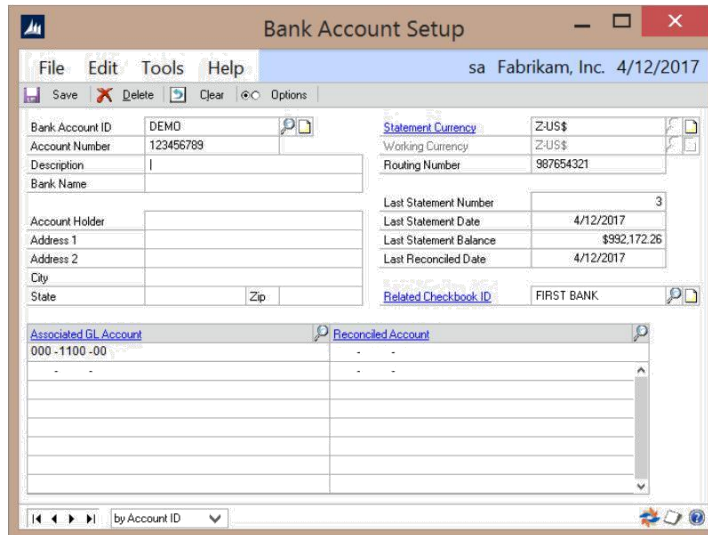 Bank Account Setup
File Edit Tools Help sa Fabrikam, Inc. 4/12/2017
Save Delete Clear Options
Bank Account ID DEMO Statement Currency Z-US$
Account Number 123456789 Working Currency Z-US$
Description Routing Number 987654321
Bank Name
Last Statement Number 3
Account Holder Last Statement Date 4/12/2017
Address 1 Last Statement Balance $992,172.26
Address 2 Last Reconciled Date 4/12/2017
City
State Zip Related Checkbook ID FIRST BANK
Associated GL Account Reconciled Account
000 -1100 -00 - -
- - - -
by Account ID